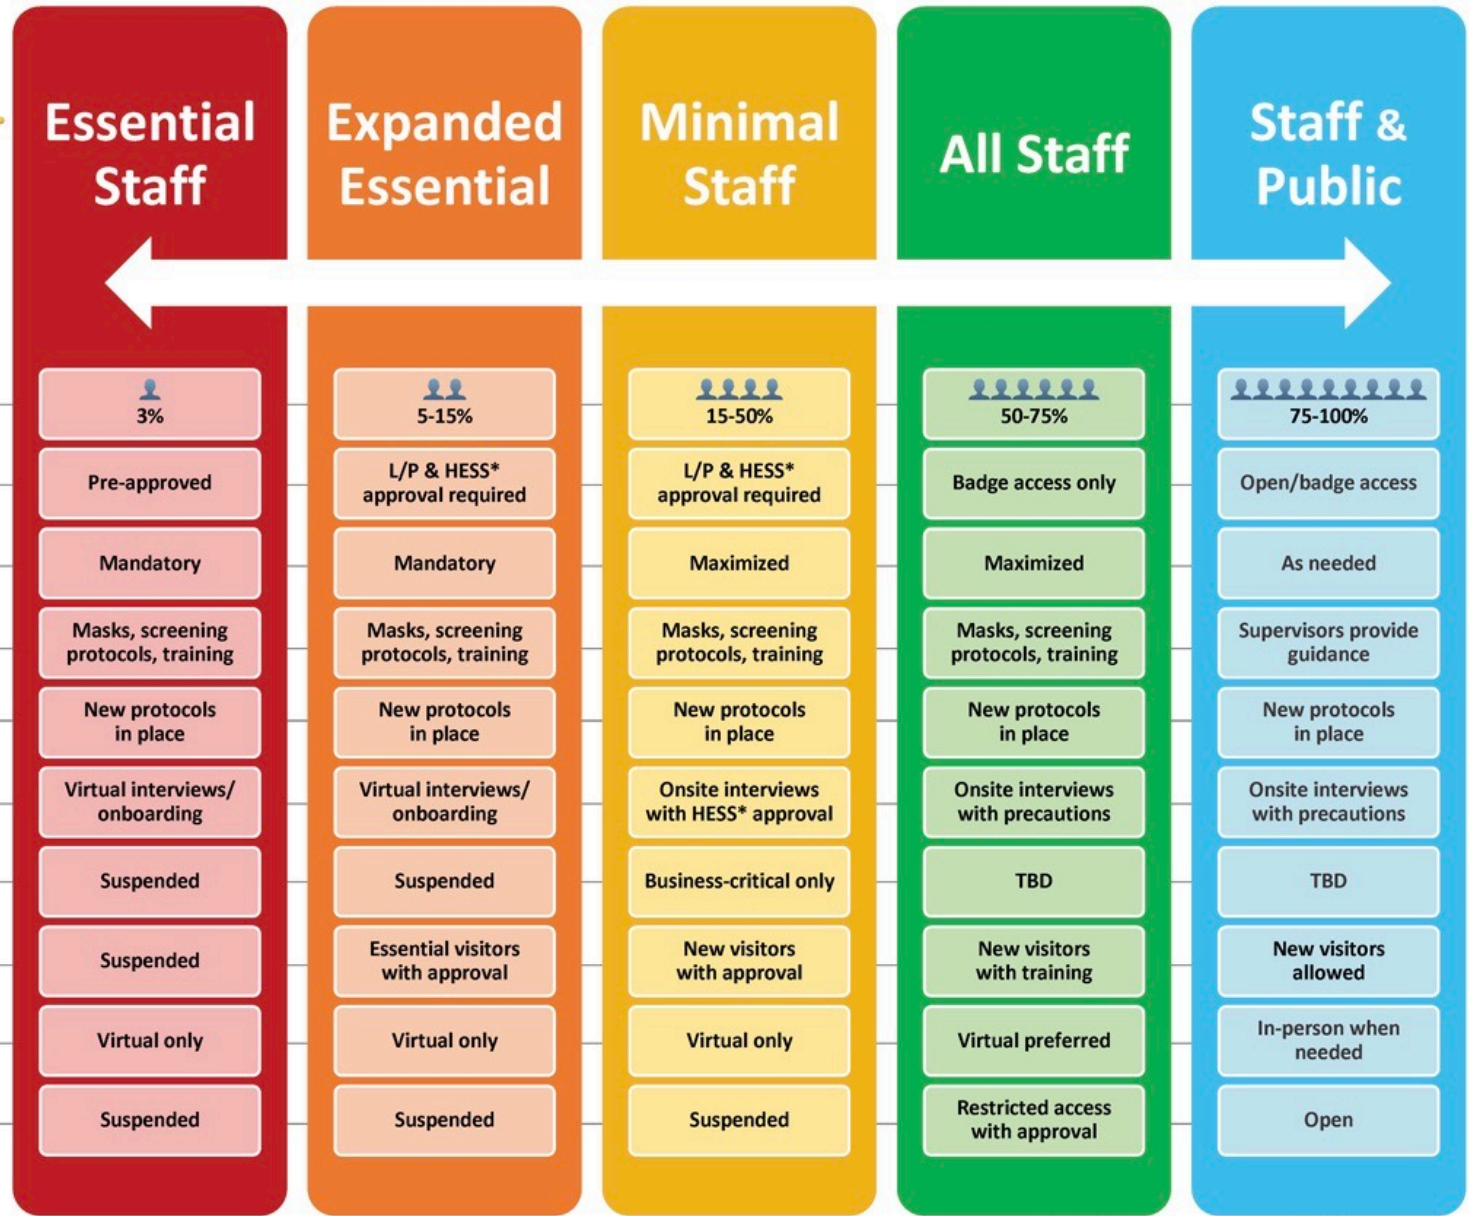 Essential
Staff
3%
Pre-approved
Mandatory
Masks, screening
protocols, training
New protocols
in place
Virtual interviews/
onboarding
Suspended
Suspended
Virtual only
Suspended
Expanded
Essential
5-15%
L/P & HESS*
approval required
Mandatory
Masks, screening
protocols, training
New protocols
in place
Virtual interviews/
onboarding
Suspended
Essential visitors
with approval
Virtual only
Suspended
Minimal
Staff
15-50%
L/P & HESS*
approval required
Maximized
Masks, screening
protocols, training
New protocols
in place
Onsite interviews
with HESS* approval
Business-critical only
New visitors
with approval
Virtual only
Suspended
All Staff
50-75%
Badge access only
Maximized
Masks, screening
protocols, training
New protocols
in place
Onsite interviews
with precautions
TBD
New visitors
with training
Virtual preferred
Restricted access
with approval
Staff &
Public
75-100%
Open/badge access
As needed
Supervisors provide
guidance
New protocols
in place
Onsite interviews
with precautions
TBD
New visitors
allowed
In-person when
needed
Open